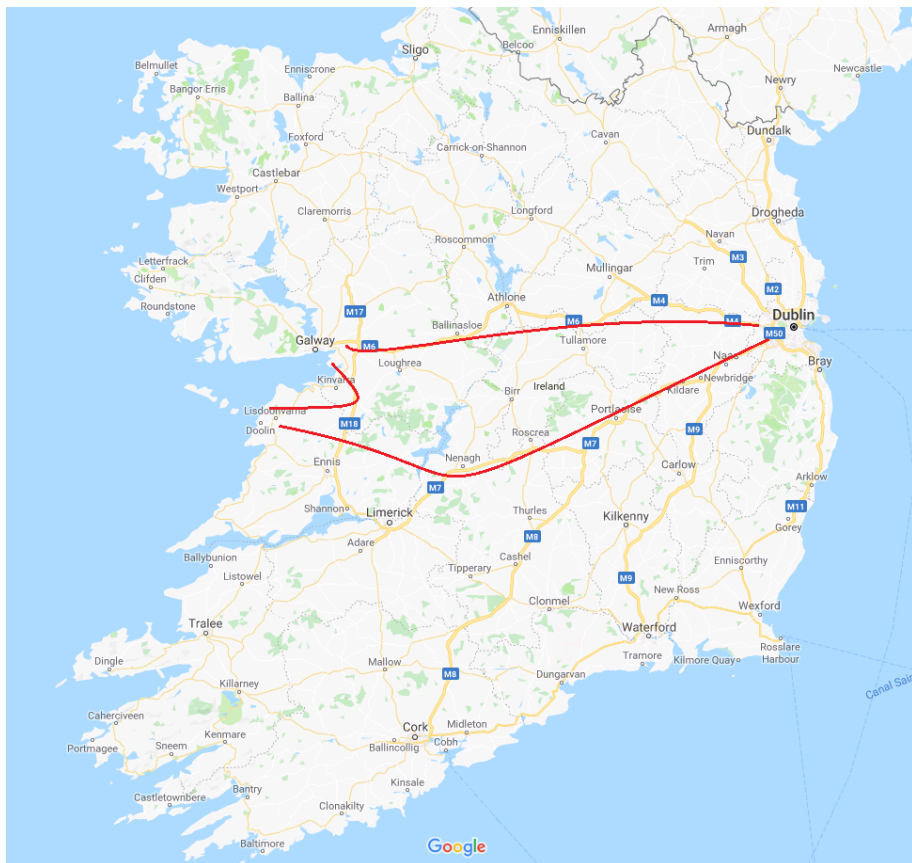 Enniskillen
Armagh
Sligo
Belcoo
Belmullet
Newry
Newcastle
Enniscrone
Bangor Erris
Ballina
Dundalk
Foxford
Cavan
Carrick-on-Shannon
Castlebar
Westport
Claremorris
Longford
Drogheda
Navan
Roscommon
M3
Trim
Letterfrack
Mullingar
Clifden
M2
Roundstone
Athlone
M4
M17
Ballinasloe
M6
M4
Dublin
M50
Galway
M6
Tullamore
Loughrea
Naas
Bray
Kinvarra
Birr
Ireland
Newbridge
Kildare
Lisdoonvarna
Portlaoise
Doolin
M18
Roscrea
M9
M7
Nenagh
Ennis
Carlow
Arklow
M7
Shannon
Limerick
Thurles
Kilkenny
M11
Gorey
M8
Adare
Ballybunion
Cashel
Tipperary
Enniscorthy
Listowel
M9
New Ross
Clonmel
Wexford
Tralee
Waterford
Rosslare
Harbour
Dingle
Mallow
Tramore
Kilmore Quay
M8
Dungarvan
Killarney
Canal Sain
Caherciveen
Cork
Midleton
Kenmare
Portmagee
Sneem
Ballincollig
Cobh
Kinsale
Bantry
Castletownbere
Clonakilty
Baltimore
Google